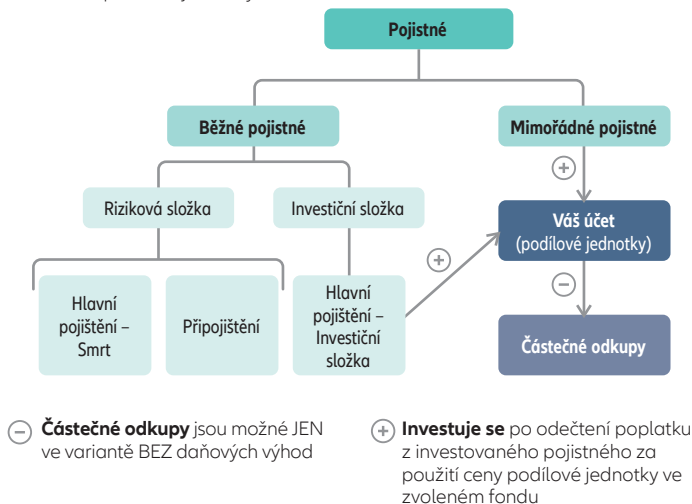 Pojistné
Běžné pojistné
Mimořádné pojistné
Riziková složka
Investiční složka
Váš účet
(podílové jednotky)
Hlavní
pojištění –
Smrt
Připojištění
Hlavní
pojištění –
Investiční
složka
Částečné odkupy
Částečné odkupy jsou možné JEN
ve variantě BEZ daňových výhod
Investuje se po odečtení poplatku
z investovaného pojistného za
použití ceny podílové jednotky ve
zvoleném fondu